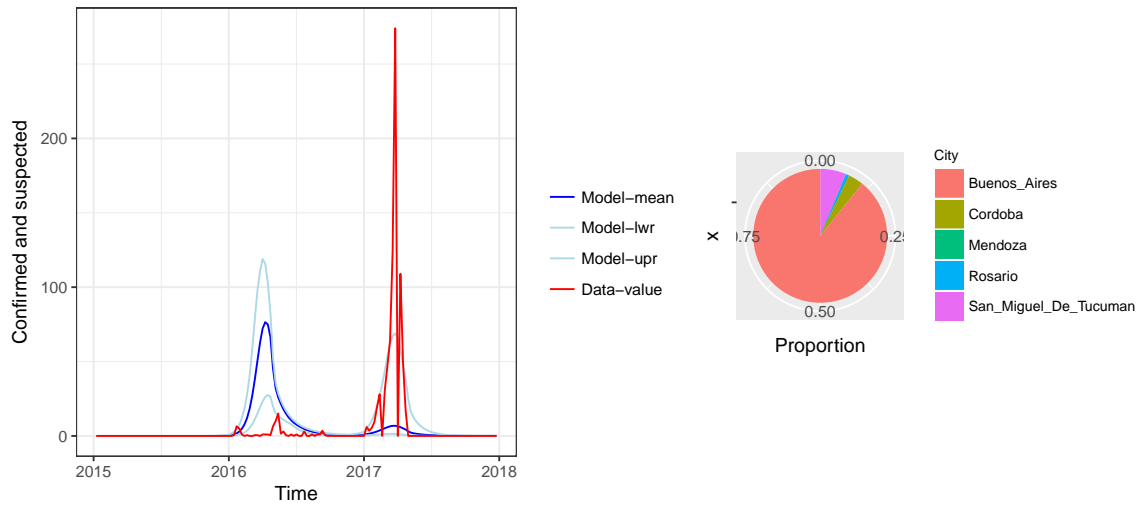 Confirmed and suspected
200
100
0
2015
2016
2017
2018
Time
Model−mean
Model−lwr
Model−upr
Data−value
x
0.00
0.75
0.25
0.50
Proportion
City
Buenos_Aires
Cordoba
Mendoza
Rosario
San_Miguel_De_Tucuman